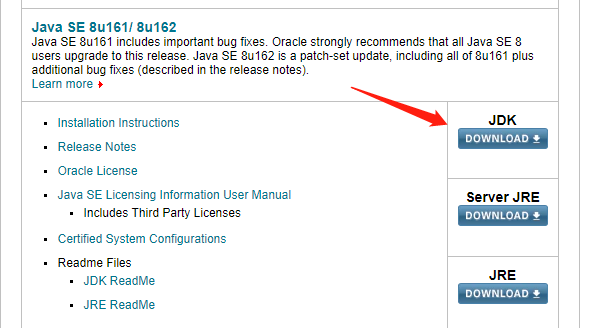 Java SE 8u161/ 8u162
Java SE 8u161 includes important bug fixes. Oracle strongly recommends that all Java SE 8
users upgrade to this release. Java SE 8u162 is a patch-set update, including all of 8u161 plus
additional bug fixes (described in the release notes).
Learn more
Installation Instructions
Release Notes
Oracle License
Java SE Licensing Information User Manual
Includes Third Party Licenses
Certified System Configurations
Readme Files
JDK ReadMe
JRE ReadMe
JDK
DOWNLOAD
Server JRE
DOWNLOAD
JRE
DOWNLOAD